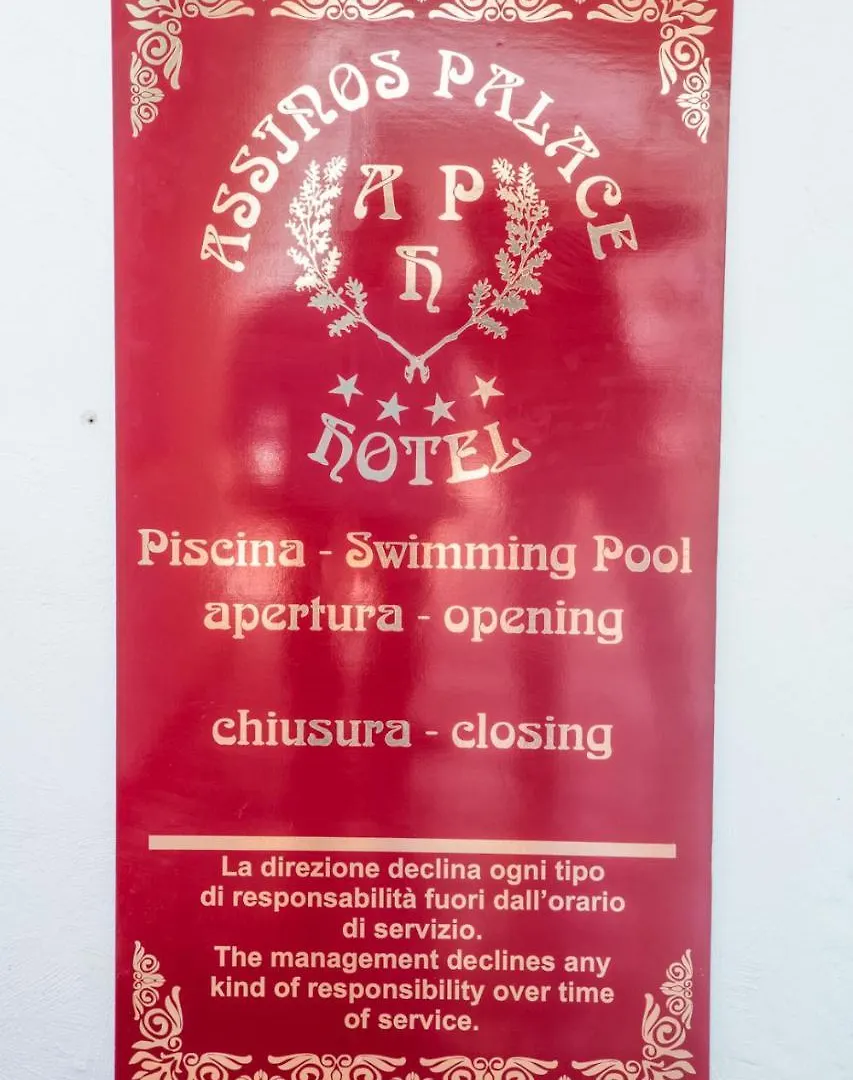 ASSINOS PALACE
A P
H
HOTEL
Piscina - Swimming Pool
apertura - opening
chiusura - closing
La direzione declina ogni tipo
di responsabilità fuori dall'orario
di servizio.
The management declines any
kind of responsibility over time
of service.